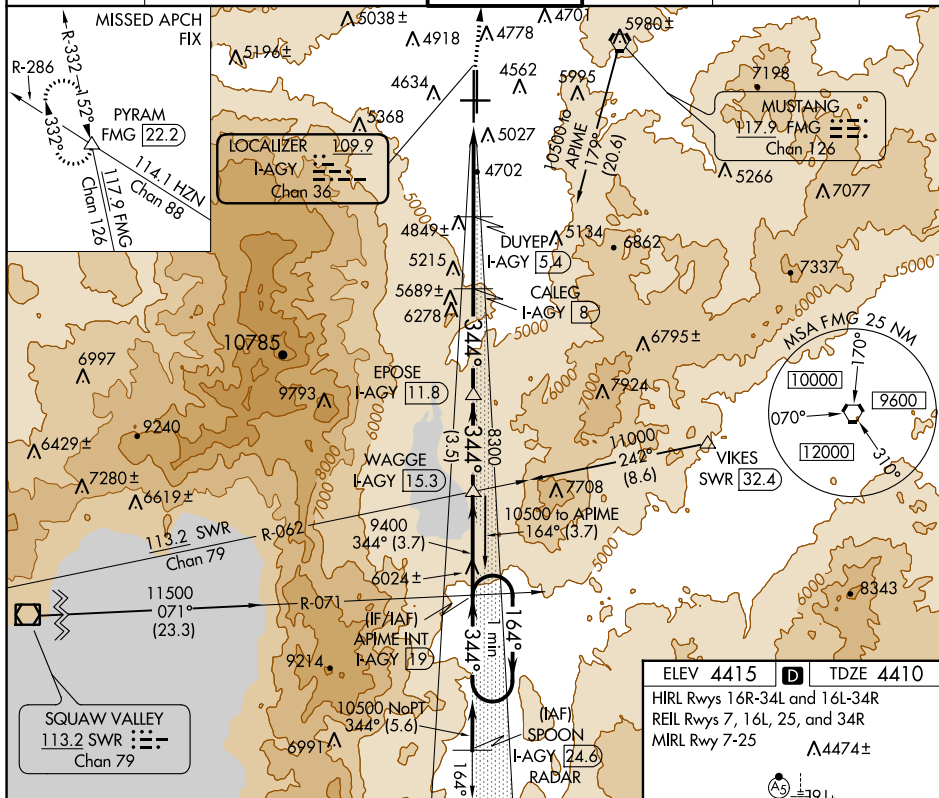 MISSED APCH
FIX
R-332
152°
R-286
332°
PYRAM
FMG 22.2
114.1 HZN
Chan 88
117.9 FMG
Chan 126
5038±
4918
4778
4701
5980±
5196±
4634
4562
5995
7198
5368
LOCALIZER 109.9
I-AGY
Chan 36
5027
4702
10500 to
APIME
179°
(20.6)
MUSTANG
117.9 FMG
Chan 126
5266
7077
5000
4849±
DUYEP
I-AGY 5.4
5134
6862
7337
5000
6000
5215
5689±
6278
CALEG
I-AGY 8
5000
6795±
10785
344°
MSA FMG 25 NM
170°
10000
9600
070°
12000
310°
6997
9793
EPOSE
I-AGY 11.8
7924
9240
6429±
7280±
6619±
8000
7000
6000
(3.5)
344°
8300
11000
242°
(8.6)
VIKES
SWR 32.4
WAGGE
I-AGY 15.3
7708
113.2 SWR
Chan 79
R-062
9400
344° (3.7)
10500 to APIME
164° (3.7)
6024±
5000
6000
8343
11500
071°
(23.3)
R-071
(IF/IAF)
APIME INT
I-AGY 19
344°
1 min
164°
9214
SQUAW VALLEY
113.2 SWR
Chan 79
10500 NoPT
344° (5.6)
6991
164°
(IAF)
SPOON
I-AGY 24.6
RADAR
ELEV 4415 D TDZE 4410
HIRL Rwys 16R-34L and 16L-34R
REIL Rwys 7, 16L, 25, and 34R
MIRL Rwy 7-25
4474±
A5